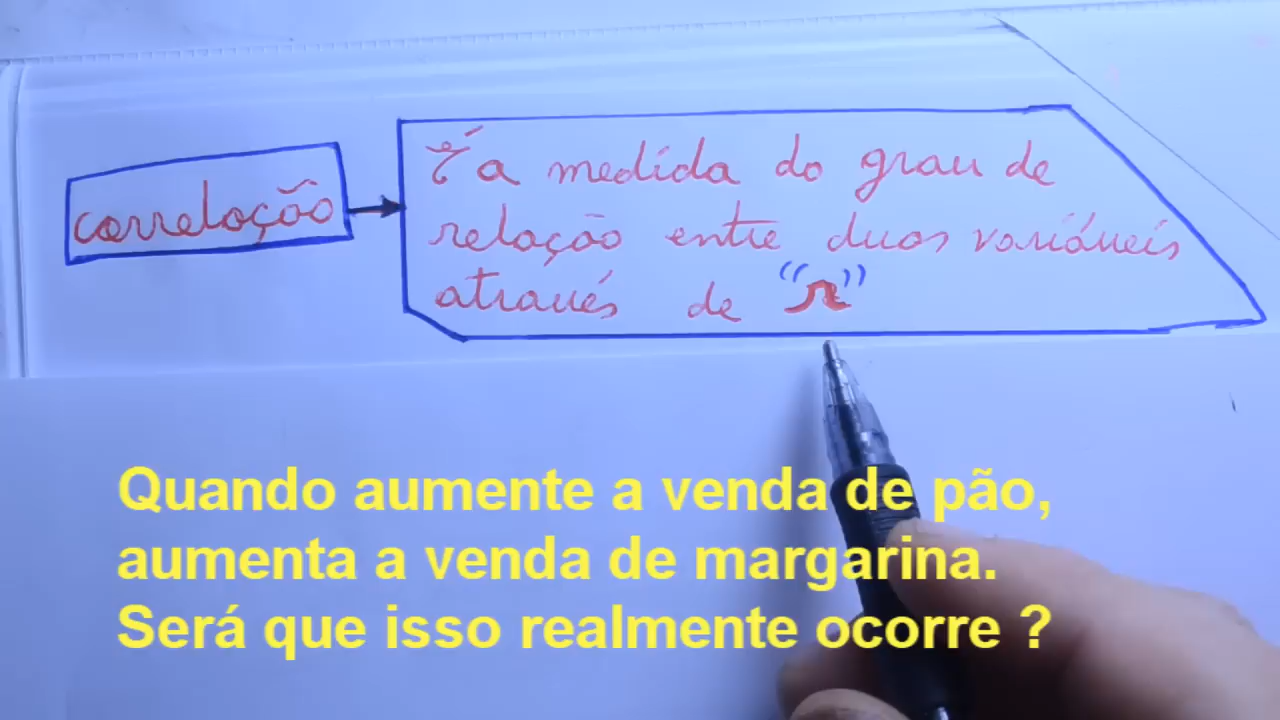 correlação
É a medida do grau de
relação entre duas variáveis
através de "r"
Quando aumente a venda de pão,
aumenta a venda de margarina.
Será que isso realmente ocorre ?